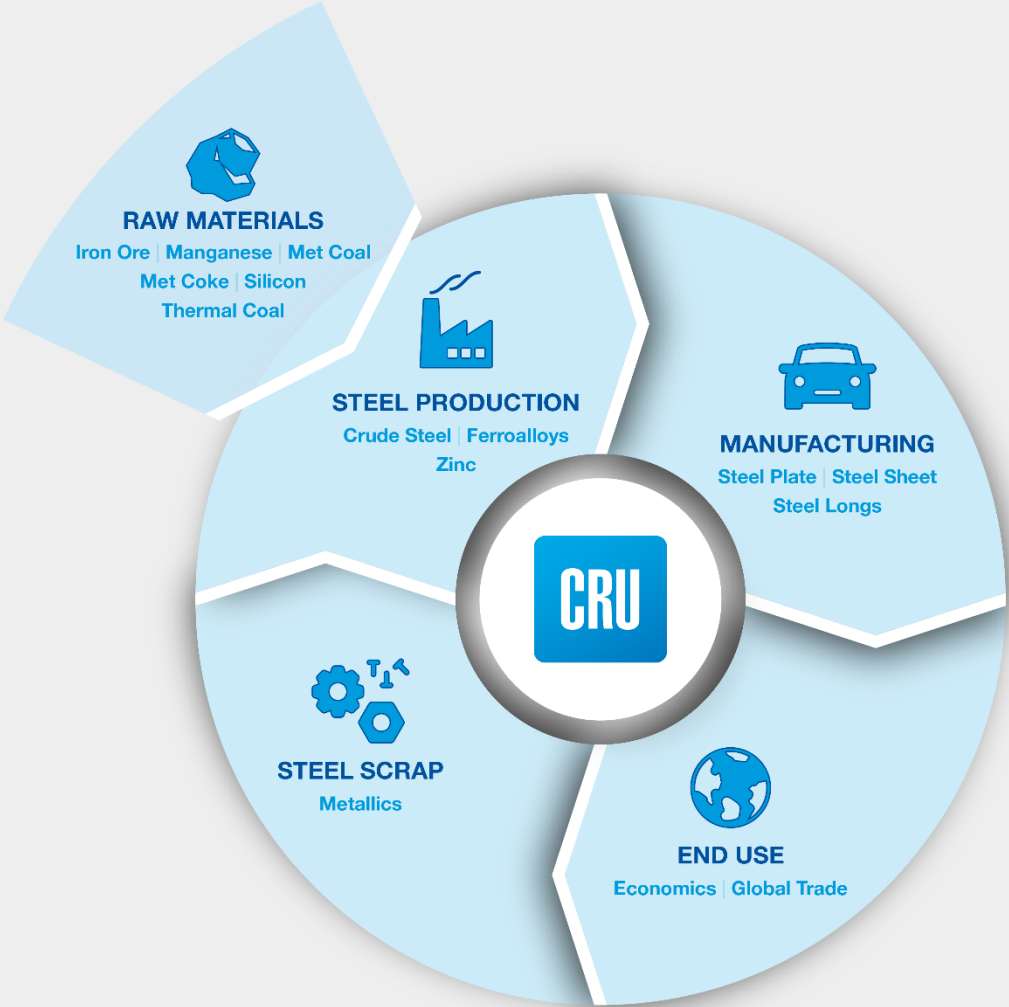 RAW MATERIALS
Iron Ore | Manganese | Met Coal
Met Coke | Silicon
Thermal Coal
STEEL PRODUCTION
Crude Steel | Ferroalloys
Zinc
MANUFACTURING
Steel Plate | Steel Sheet
Steel Longs
CRU
STEEL SCRAP
Metallics
END USE
Economics | Global Trade